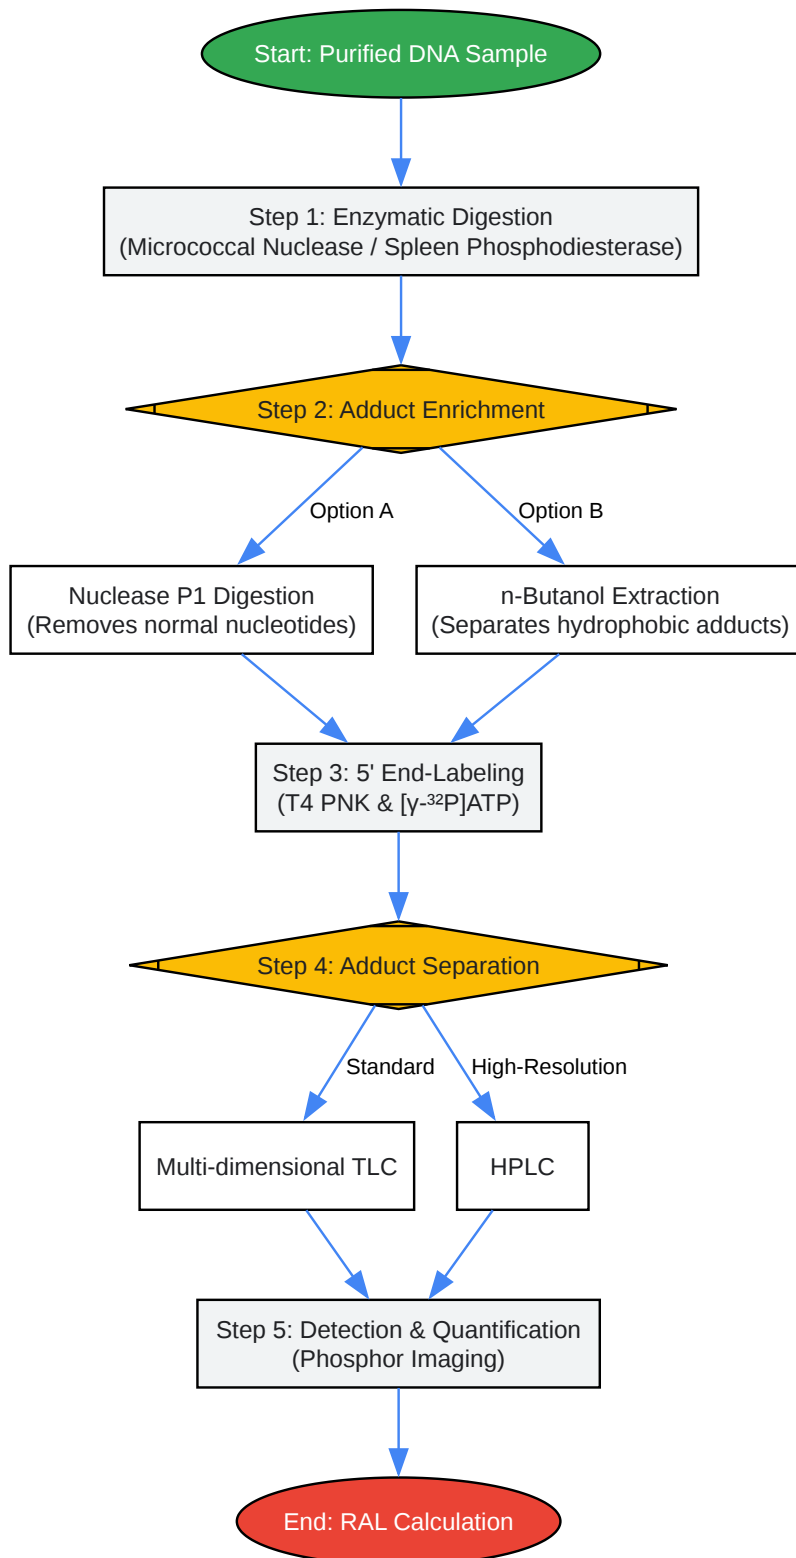 Start: Purified DNA Sample
Step 1: Enzymatic Digestion
(Micrococcal Nuclease / Spleen Phosphodiesterase)
Step 2: Adduct Enrichment
Option A
Option B
Nuclease P1 Digestion
(Removes normal nucleotides)
n-Butanol Extraction
(Separates hydrophobic adducts)
Step 3: 5' End-Labeling
(T4 PNK & [γ-³²P]ATP)
Step 4: Adduct Separation
Standard
High-Resolution
Multi-dimensional TLC
HPLC
Step 5: Detection & Quantification
(Phosphor Imaging)
End: RAL Calculation